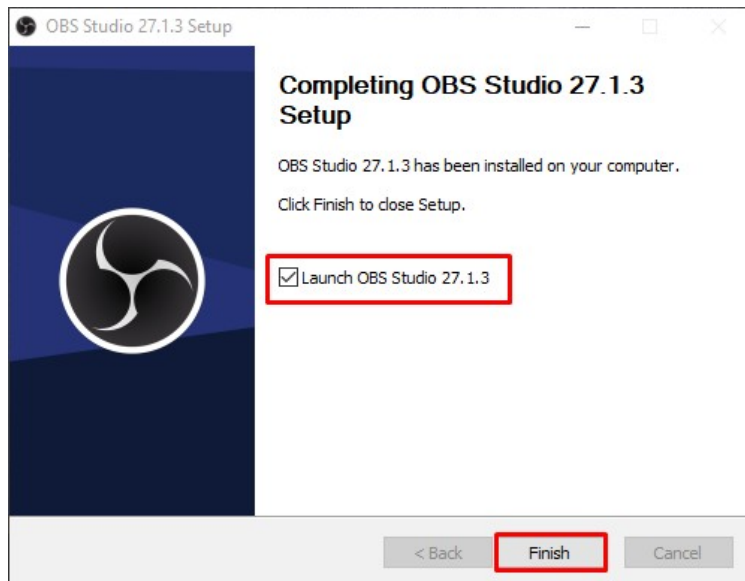 OBS Studio 27.1.3 Setup
Completing OBS Studio 27.1.3
Setup
OBS Studio 27.1.3 has been installed on your computer.
Click Finish to close Setup.
Launch OBS Studio 27.1.3
< Back Finish Cancel